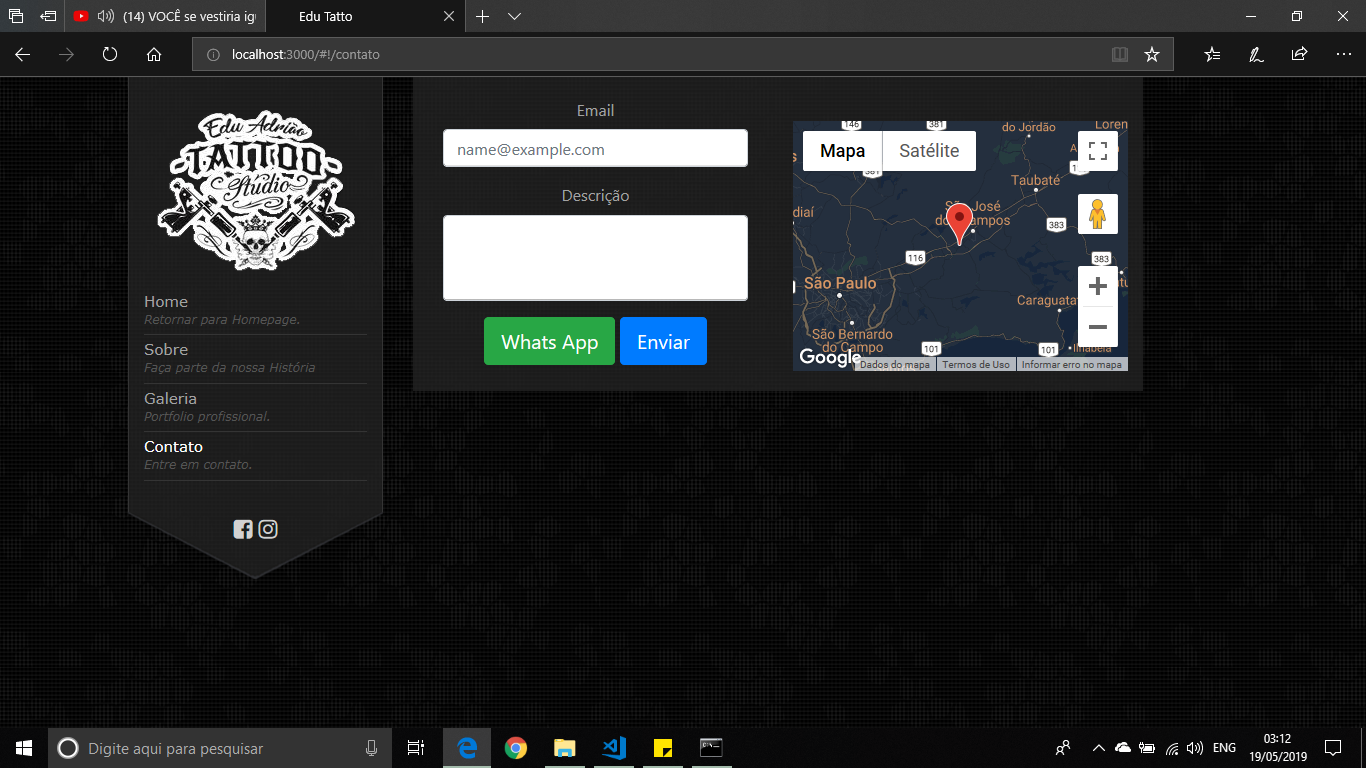 (14) VOCÊ se vestiria igu
Edu Tatto
localhost:3000/#!/contato
Edu Adrião
TATTOO
Studio
Home
Retornar para Homepage.
Sobre
Faça parte da nossa História
Galeria
Portfolio profissional.
Contato
Entre em contato.
Email
name@example.com
Descrição
Whats App
Enviar
Mapa
Satélite
146
381
do Jordão
Loren
381
Taubaté
diaí
São José
dos Campos
383
116
383
São Paulo
Caraguatat
São Bernardo
do Campo
101
101
Ilhabela
Google
Dados do mapa
Termos de Uso
Informar erro no mapa
Digite aqui para pesquisar
ENG
03:12
19/05/2019